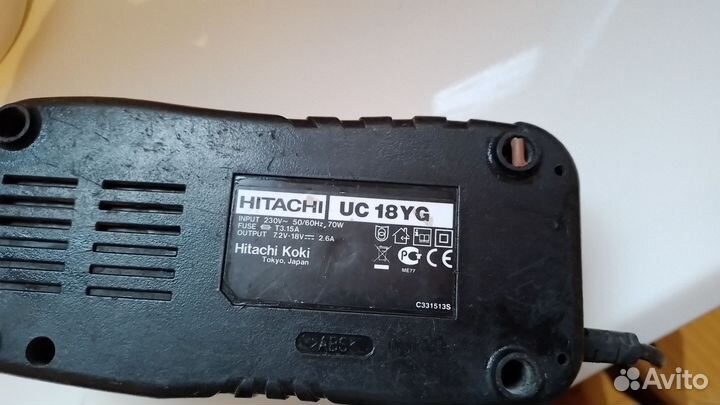 HITACHI UC 18YG
INPUT 230V~ 50/60Hz, 70W
FUSE T3.15A
OUTPUT 7.2V-18V 2.6A
Hitachi Koki
Tokyo, Japan
ME77
C331513S
>ABS<
Avito